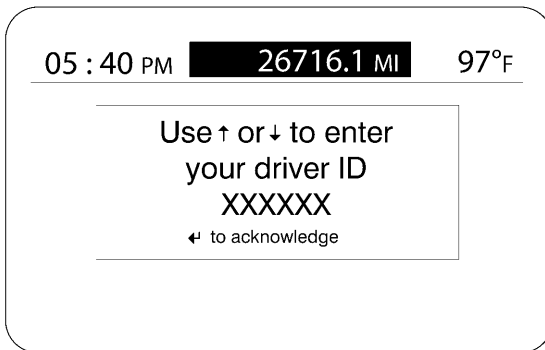 05 : 40 PM 26716.1 MI 97°F
Use ↑ or ↓ to enter
your driver ID
XXXXXX
↵ to acknowledge